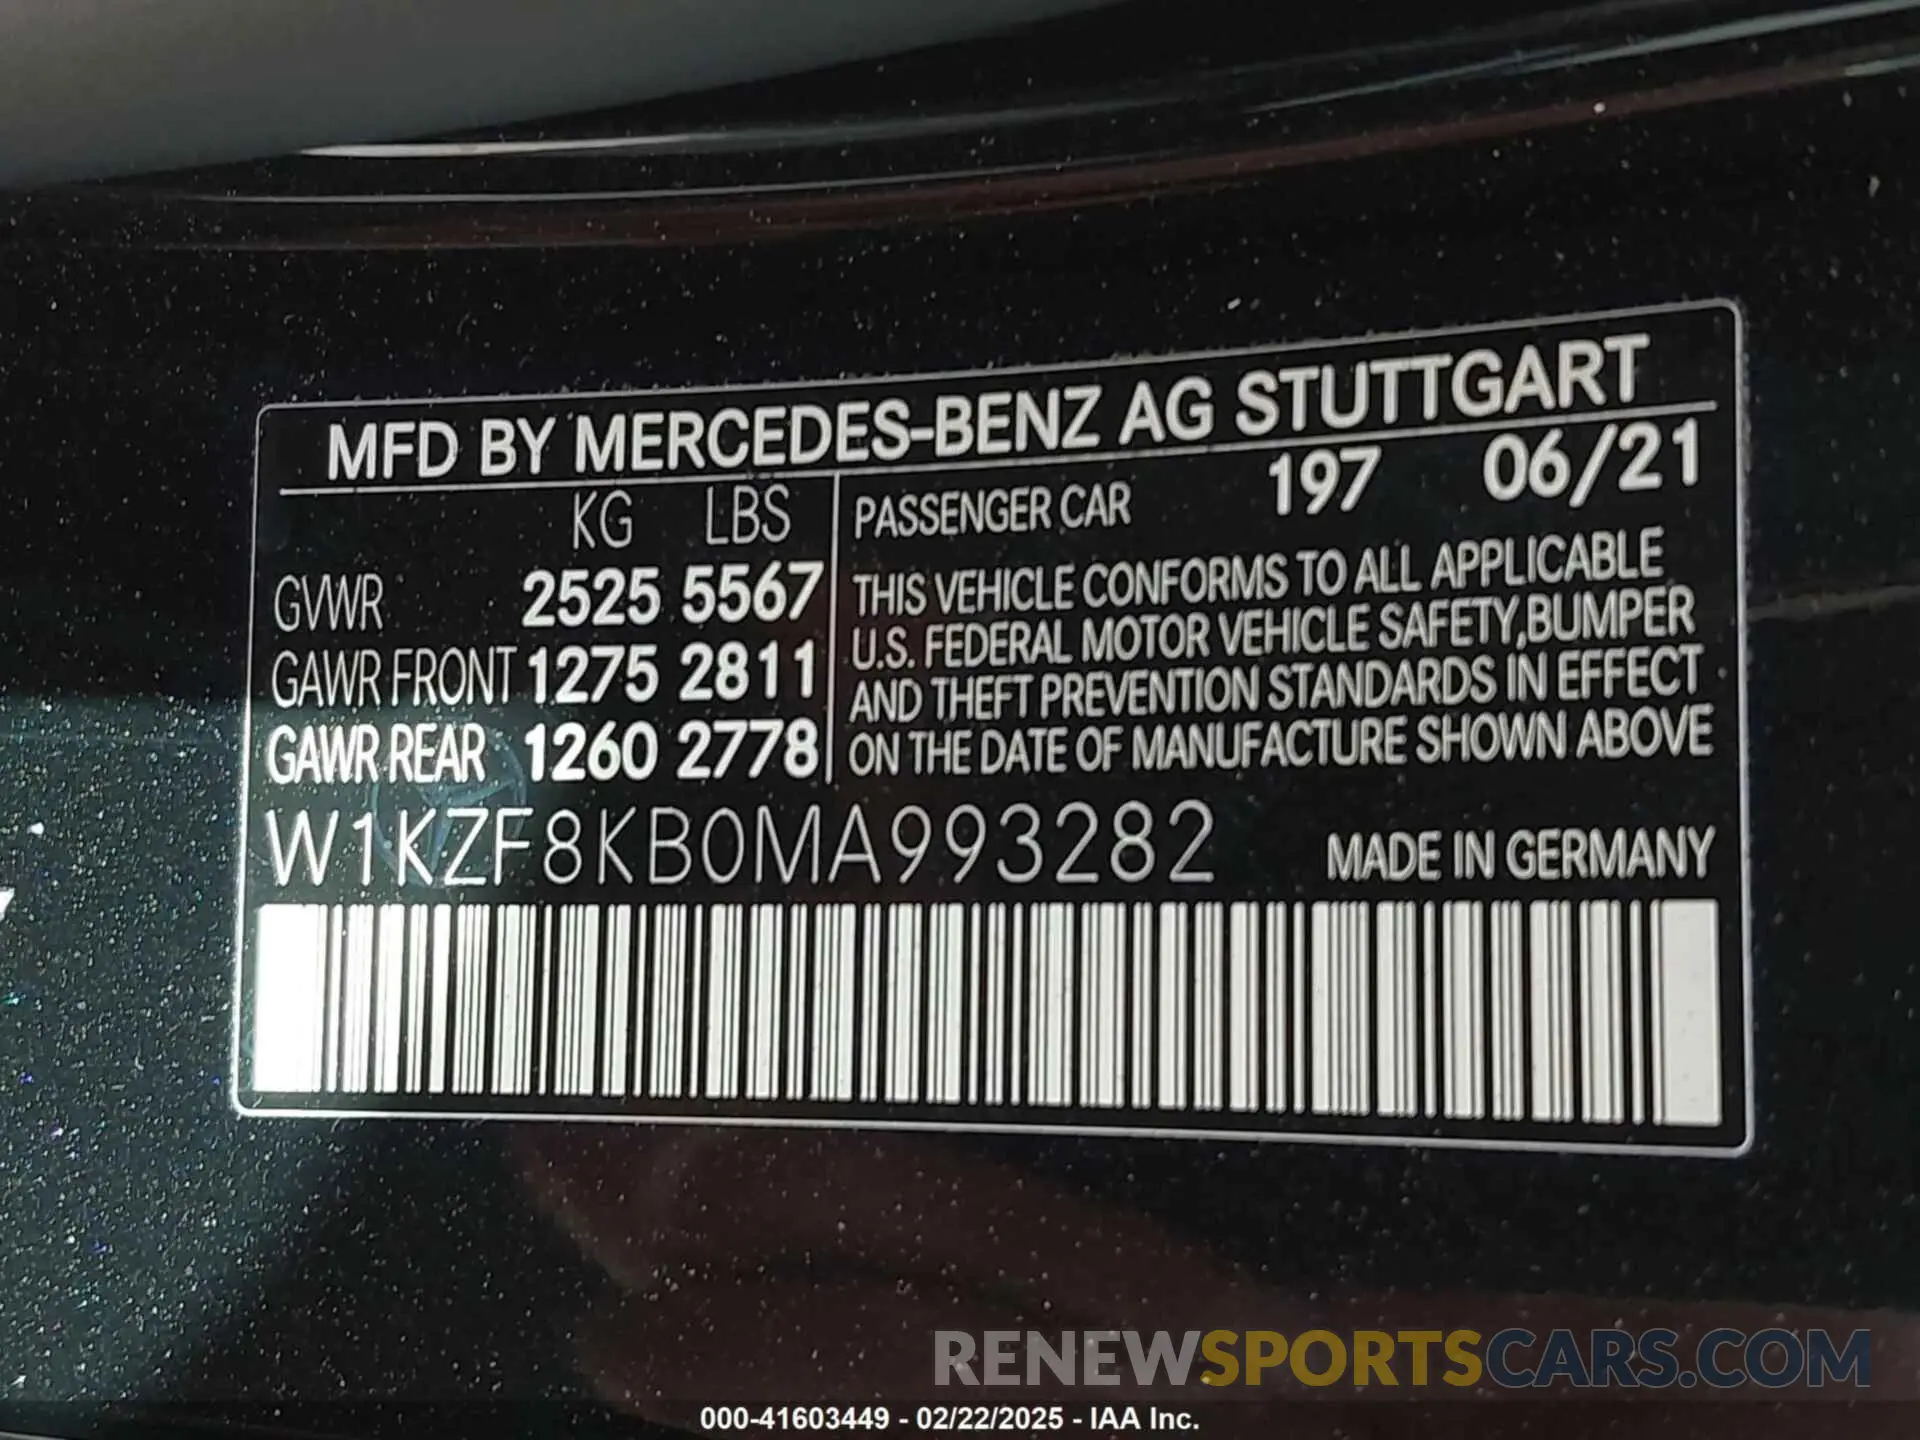 MFD BY MERCEDES-BENZ AG STUTTGART
KG LBS
GVWR 2525 5567
GAWR FRONT 1275 2811
GAWR REAR 1260 2778
PASSENGER CAR 197 06/21
THIS VEHICLE CONFORMS TO ALL APPLICABLE
U.S. FEDERAL MOTOR VEHICLE SAFETY,BUMPER
AND THEFT PREVENTION STANDARDS IN EFFECT
ON THE DATE OF MANUFACTURE SHOWN ABOVE
W1KZF8KB0MA993282
MADE IN GERMANY
RENEWSPORTSCARS.COM
000-41603449 - 02/22/2025 - IAA Inc.